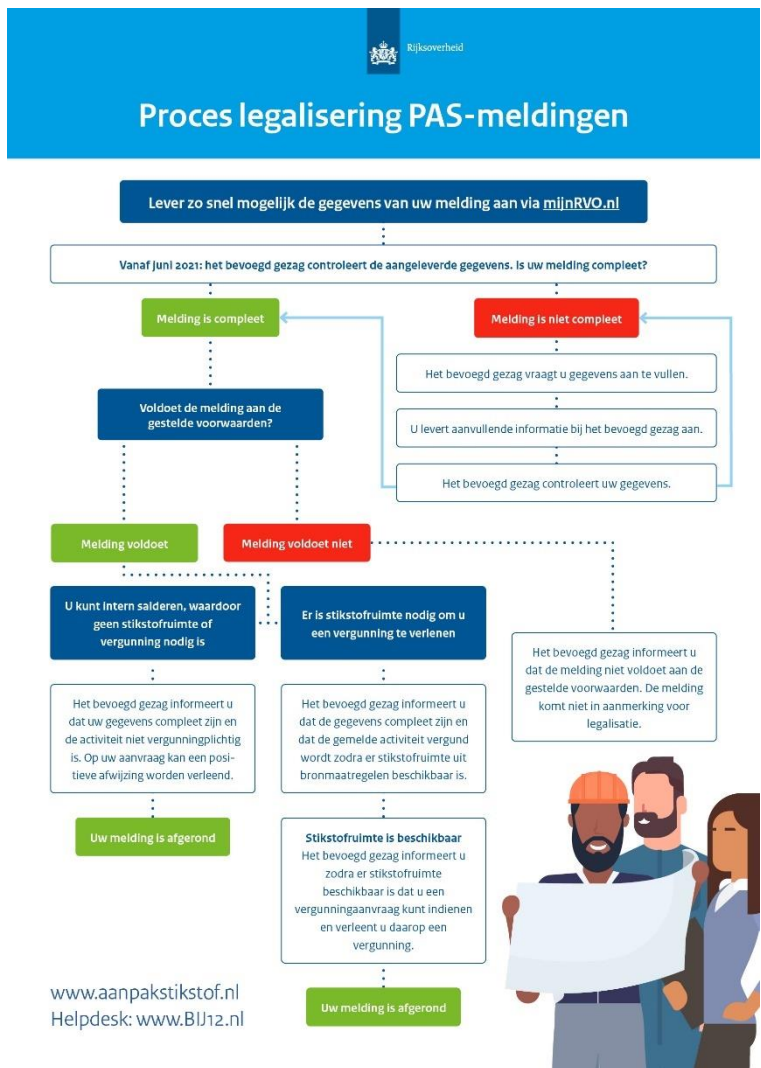 Rijksoverheid
Proces legalisering PAS-meldingen
Lever zo snel mogelijk de gegevens van uw melding aan via mijnRVO.nl
Vanaf juni 2021: het bevoegd gezag controleert de aangeleverde gegevens. Is uw melding compleet?
Melding is compleet
Melding is niet compleet
Het bevoegd gezag vraagt u gegevens aan te vullen.
U levert aanvullende informatie bij het bevoegd gezag aan.
Het bevoegd gezag controleert uw gegevens.
Voldoet de melding aan de
gestelde voorwaarden?
Melding voldoet
Melding voldoet niet
U kunt intern salderen, waardoor
geen stikstofruimte of
vergunning nodig is
Het bevoegd gezag informeert u
dat uw gegevens compleet zijn en
de activiteit niet vergunningplichtig
is. Op uw aanvraag kan een posi-
tieve afwijzing worden verleend.
Uw melding is afgerond
Er is stikstofruimte nodig om u
een vergunning te verlenen
Het bevoegd gezag informeert u
dat de gegevens compleet zijn en
dat de gemelde activiteit vergund
wordt zodra er stikstofruimte uit
bronmaatregelen beschikbaar is.
Stikstofruimte is beschikbaar
Het bevoegd gezag informeert u
zodra er stikstofruimte
beschikbaar is dat u een
vergunningaanvraag kunt indienen
en verleent u daarop een
vergunning.
Uw melding is afgerond
Het bevoegd gezag informeert u
dat de melding niet voldoet aan de
gestelde voorwaarden. De melding
komt niet in aanmerking voor
legalisatie.
www.aanpakstikstof.nl
Helpdesk: www.BIJ12.nl